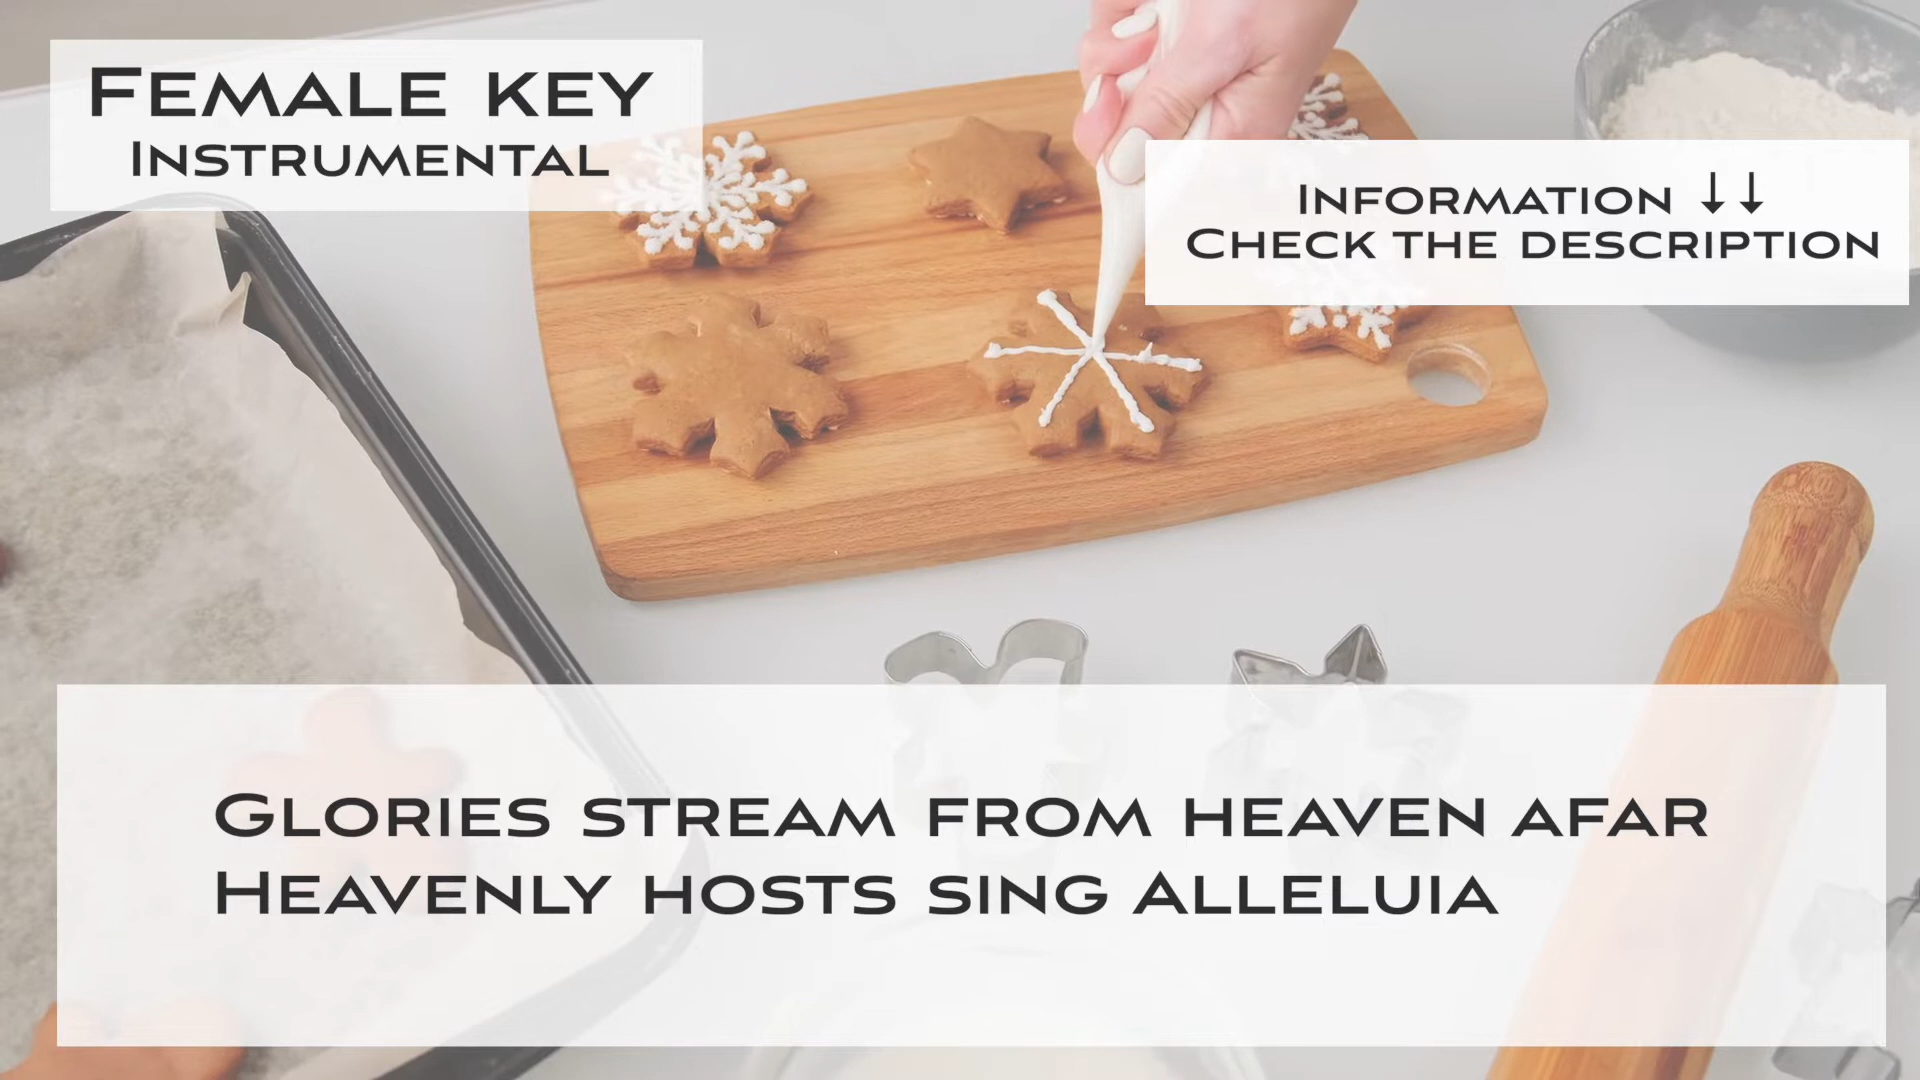 Female key
Instrumental
Information ↓↓
Check the description
Glories stream from heaven afar
Heavenly hosts sing Alleluia